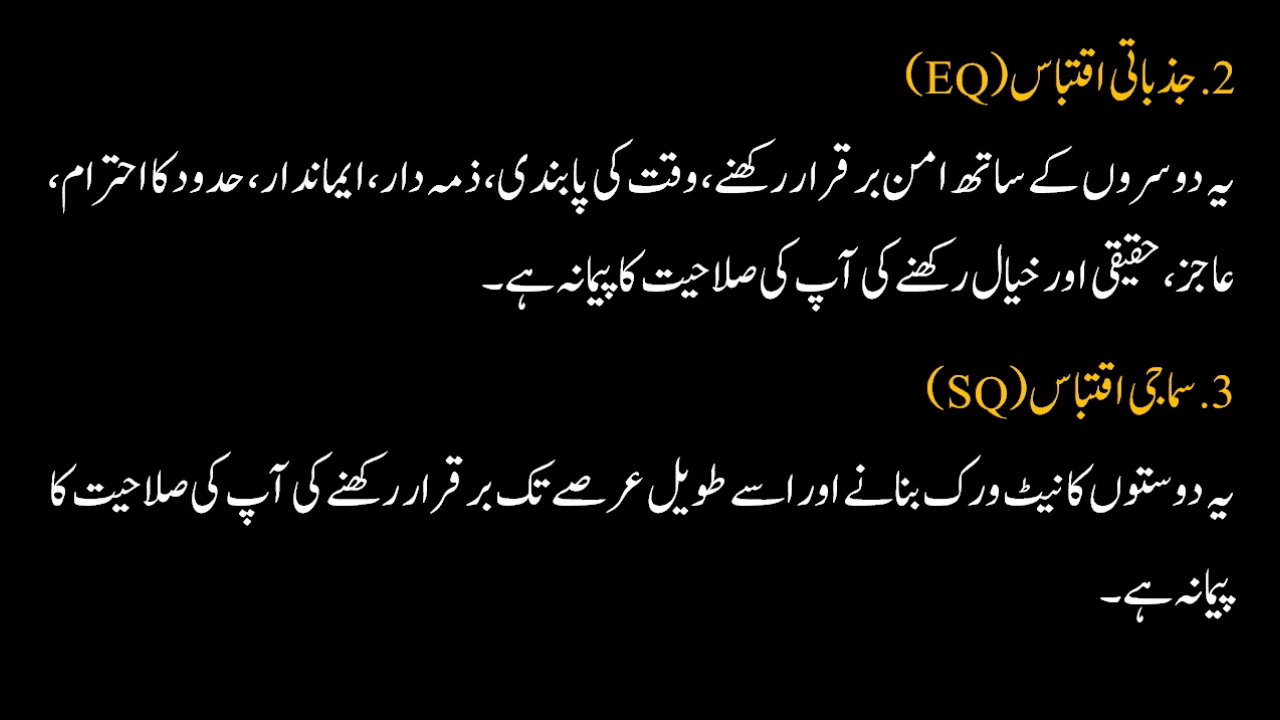 2. جذباتی اقتباس (EQ)
یہ دوسروں کے ساتھ امن برقرار رکھنے، وقت کی پابندی، ذمہ دار، ایماندار، حدود کا احترام،
عاجز، حقیقی اور خیال رکھنے کی آپ کی صلاحیت کا پیمانہ ہے۔
3. سماجی اقتباس (SQ)
یہ دوستوں کا نیٹ ورک بنانے اور اسے طویل عرصے تک برقرار رکھنے کی آپ کی صلاحیت کا
پیمانہ ہے۔